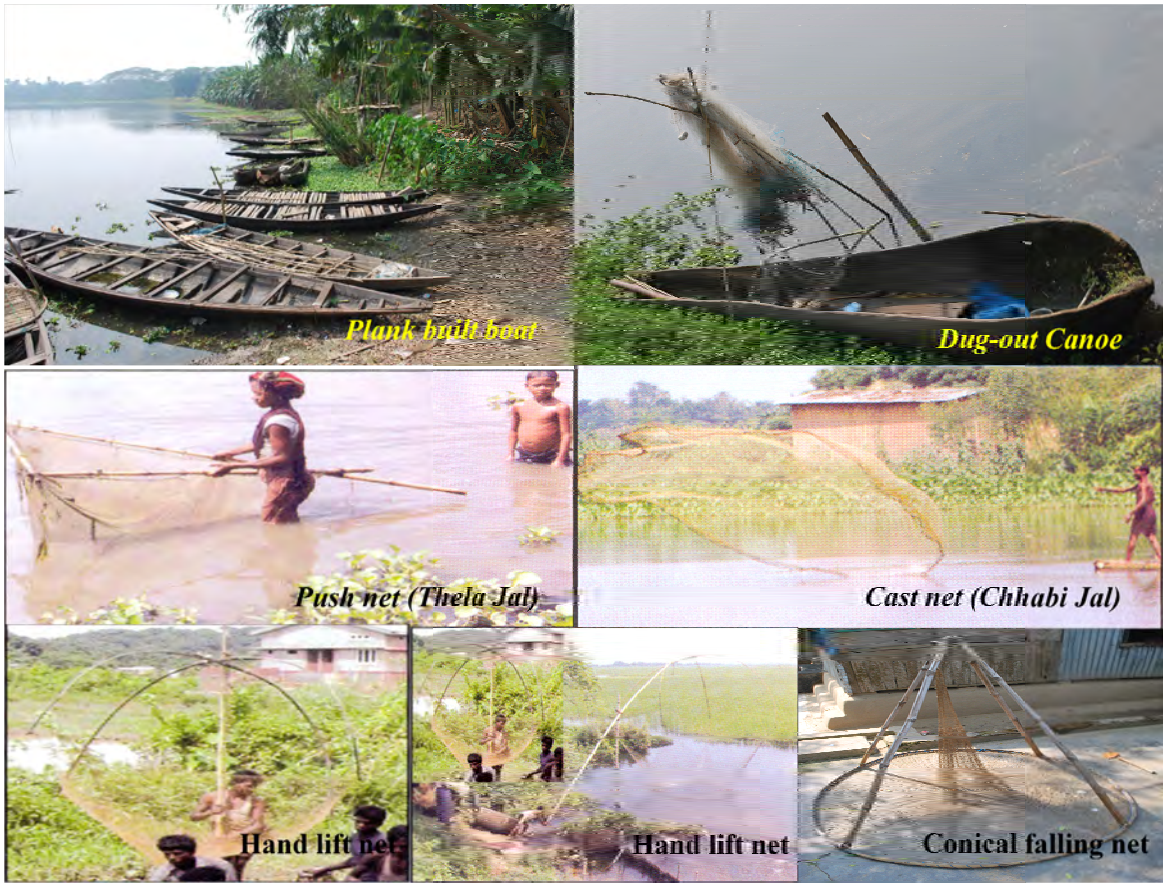 Plank built boat
Dug-out Canoe
Push net (Thela Jal)
Cast net (Chhabi Jal)
Hand lift net
Hand lift net
Conical falling net